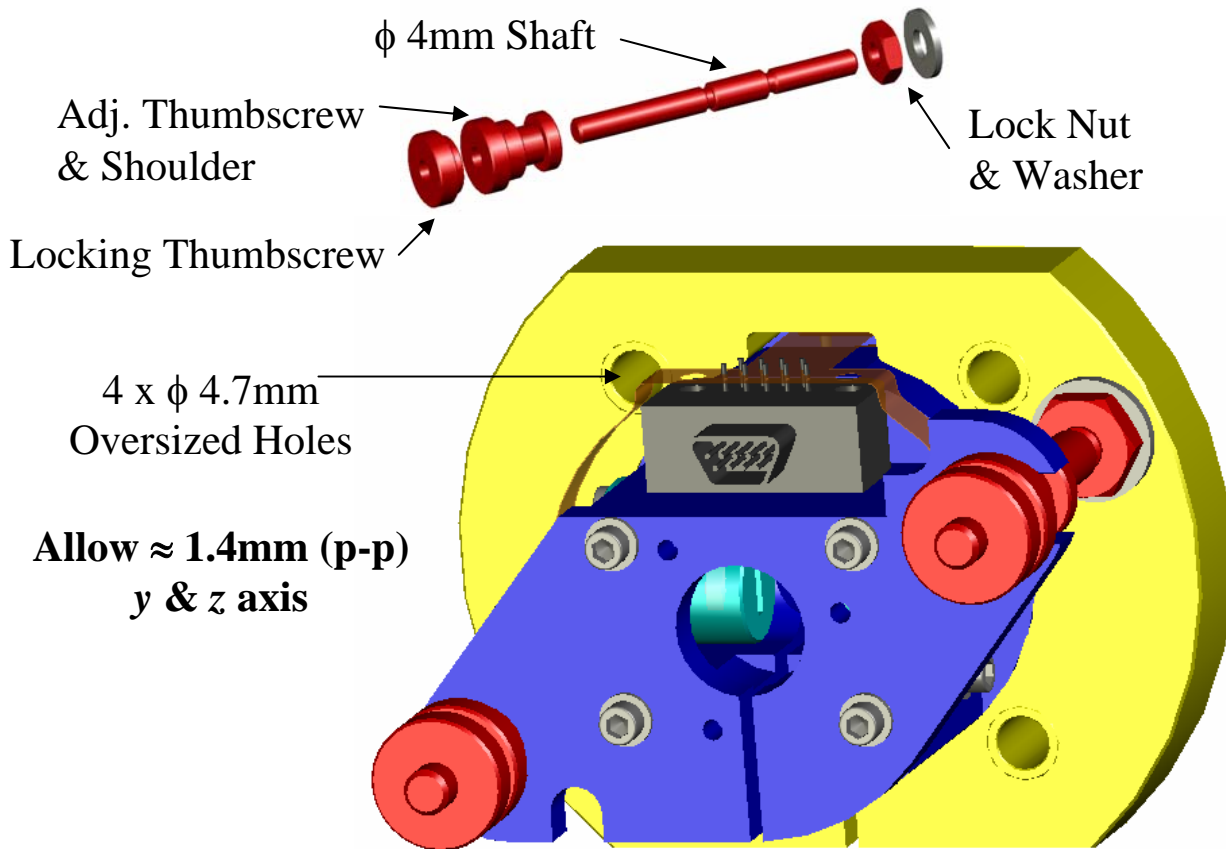 ϕ 4mm Shaft
Adj. Thumbscrew
& Shoulder
Lock Nut
& Washer
Locking Thumbscrew
4 x ϕ 4.7mm
Oversized Holes
Allow ≈ 1.4mm (p-p)
y & z axis